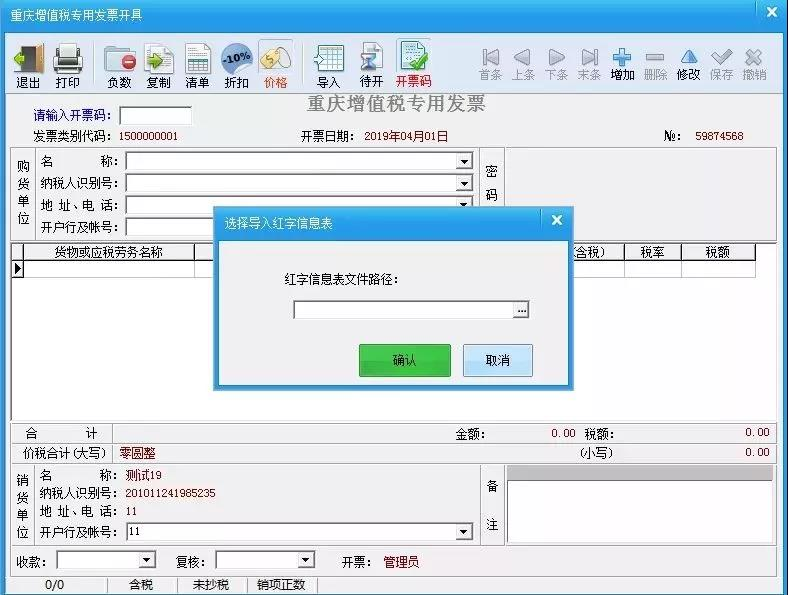 重庆增值税专用发票开具
退出 打印 负数 复制 清单 -10% 折扣 价格 导入 待开 开票码 首条 上条 下条 末条 增加 删除 修改 保存 撤销
重庆增值税专用发票
请输入开票码：
发票类别代码： 1500000001 开票日期： 2019年04月01日 №： 59874568
购货单位
名 称：
纳税人识别号：
地 址、电 话：
开户行及帐号：
密码
选择导入红字信息表
红字信息表文件路径：
...
确认 取消
货物或应税劳务名称 含税） 税率 税额
合 计 金额： 0.00 税额： 0.00
价税合计(大写) 零圆整 (小写) 0.00
销货单位
名 称： 测试19
纳税人识别号： 201011241985235
地 址、电 话： 11
开户行及帐号： 11
备注
收款： 复核： 开票： 管理员
0/0 含税 未抄税 销项正数